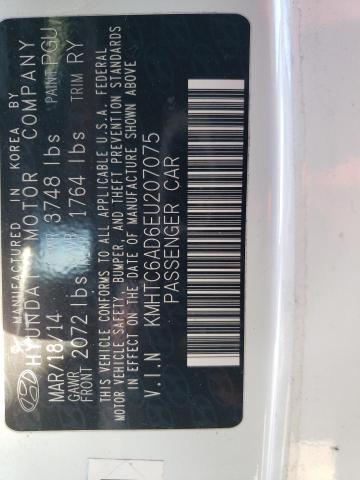 MANUFACTURED IN KOREA BY
HYUNDAI MOTOR COMPANY
MAR/18/14 3748 lbs PAINT PGU
GAWR
FRONT 2072 lbs 1764 lbs TRIM RY
THIS VEHICLE CONFORMS TO ALL APPLICABLE U.S.A. FEDERAL
MOTOR VEHICLE SAFETY, BUMPER, AND THEFT PREVENTION STANDARDS
IN EFFECT ON THE DATE OF MANUFACTURE SHOWN ABOVE
V.I.N KMHTC6AD6EU207075
PASSENGER CAR